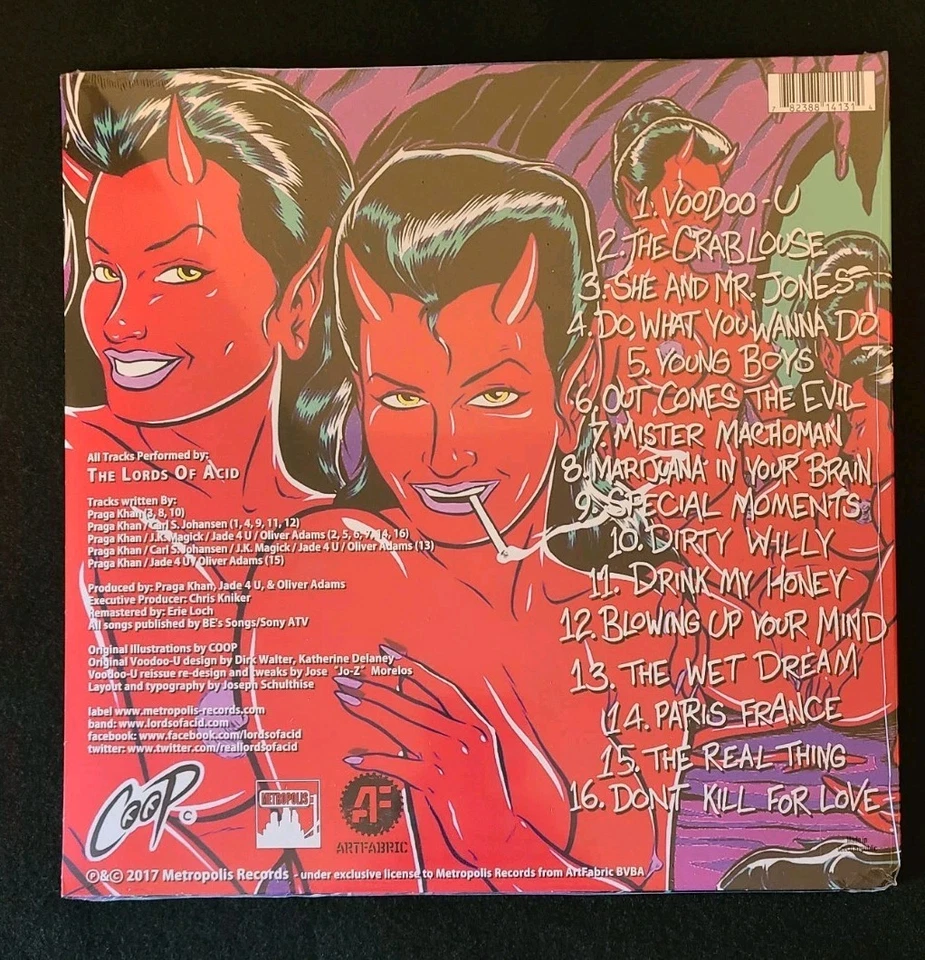 7 82388 14131 4
1. VOODOO-U
2. THE CRAB LOUSE
3. SHE AND MR. JONES
4. DO WHAT YOU WANNA DO
5. YOUNG BOYS
6. OUT COMES THE EVIL
7. MISTER MACHOMAN
8. MARIJUANA IN YOUR BRAIN
9. SPECIAL MOMENTS
10. DIRTY WILLY
11. DRINK MY HONEY
12. BLOWING UP YOUR MIND
13. THE WET DREAM
14. PARIS FRANCE
15. THE REAL THING
16. DON'T KILL FOR LOVE
All Tracks Performed by:
THE LORDS OF ACID
Tracks written By:
Praga Khan (3, 8, 10)
Praga Khan / Carl S. Johansen (1, 4, 9, 11, 12)
Praga Khan / J.K. Magick / Jade 4 U / Oliver Adams (2, 5, 6, 9, 14, 16)
Praga Khan / Carl S. Johansen / J.K. Magick / Jade 4 U / Oliver Adams (13)
Praga Khan / Jade 4 U / Oliver Adams (15)
Produced by: Praga Khan, Jade 4 U, & Oliver Adams
Executive Producer: Chris Kniker
Remastered by: Erie Loch
All songs published by BE's Songs/Sony ATV
Original illustrations by COOP
Original Voodoo-U design by Dirk Walter, Katherine Delaney
Voodoo-U reissue re-design and tweaks by Jose "Jo-Z" Morelos
Layout and typography by Joseph Schulthise
label www.metropolis-records.com
band: www.lordsofacid.com
facebook: www.facebook.com/lordsofacid
twitter: www.twitter.com/reallordsofacid
COOP ©
METROPOLIS
AF
ARTFABRIC
℗&© 2017 Metropolis Records - under exclusive license to Metropolis Records from ArtFabric BVBA